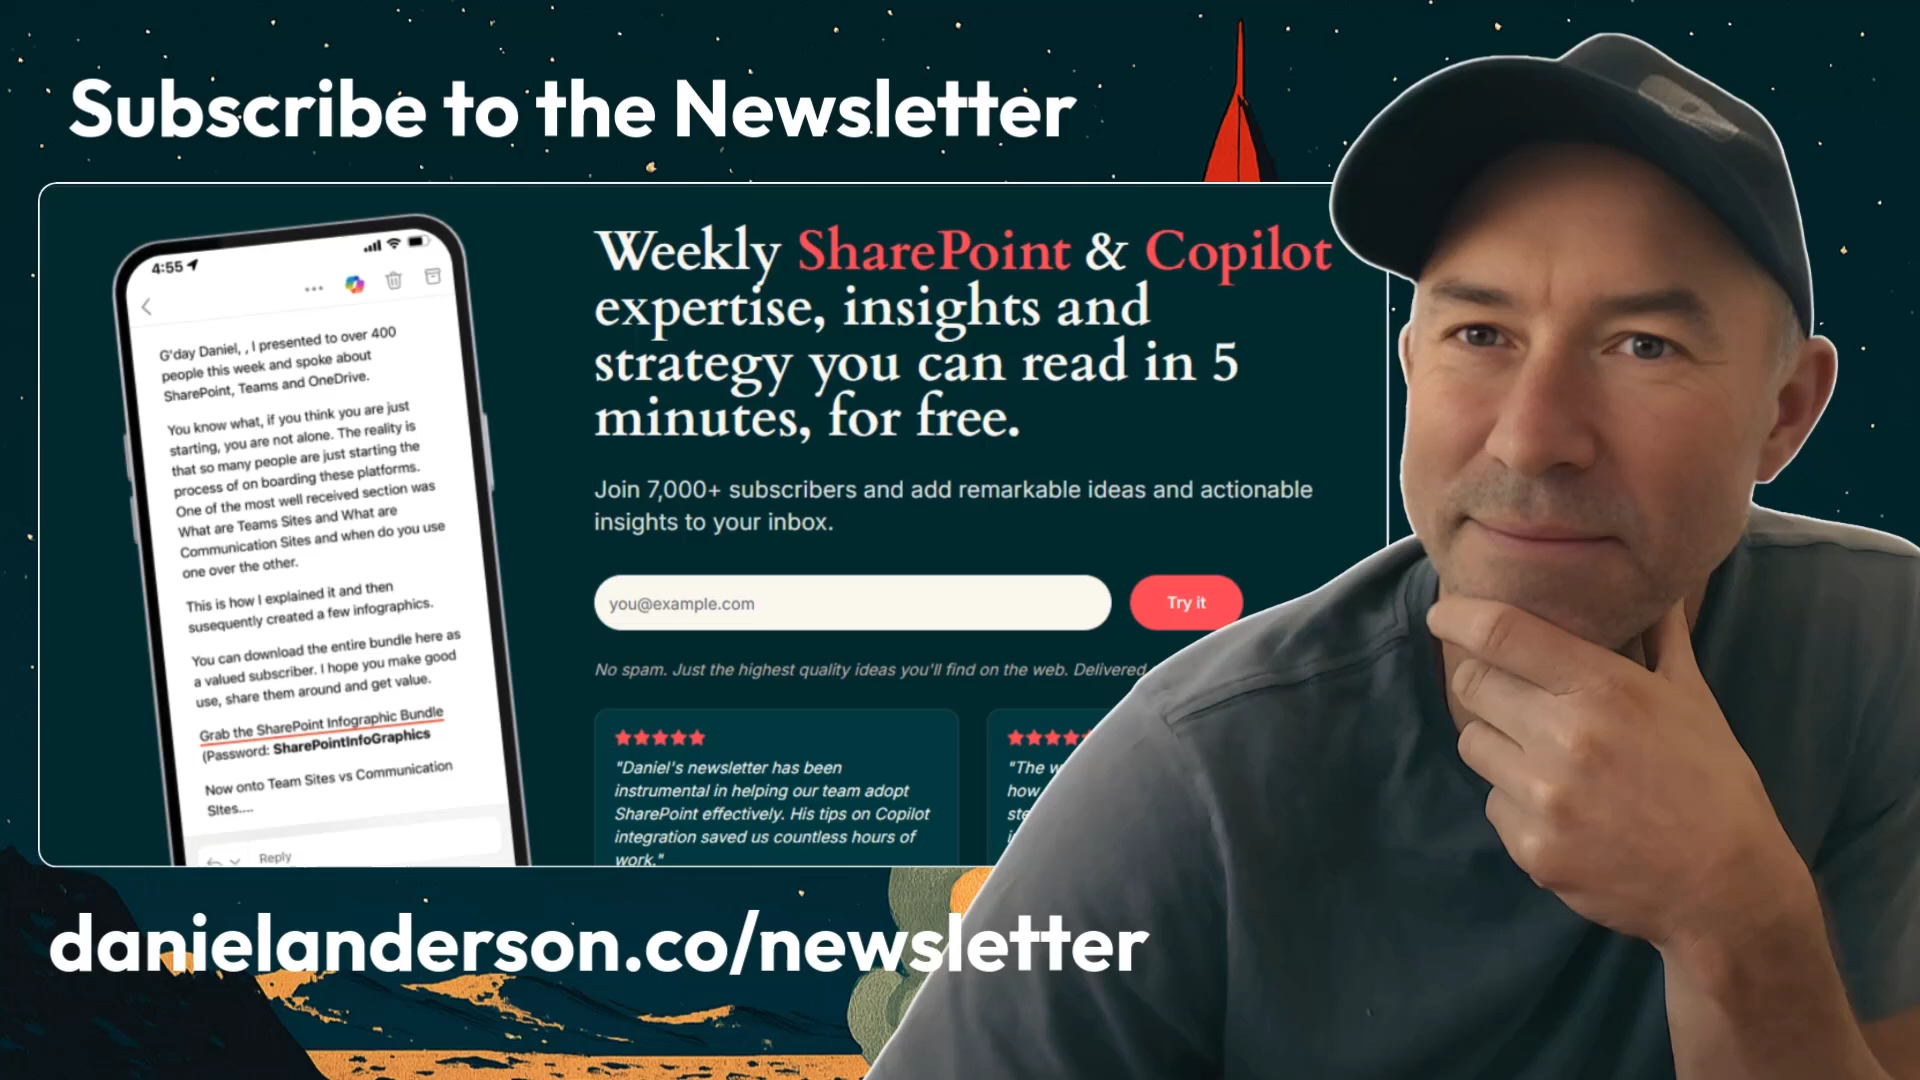 Subscribe to the Newsletter
4:55
G'day Daniel, , I presented to over 400
people this week and spoke about
SharePoint, Teams and OneDrive.
You know what, if you think you are just
starting, you are not alone. The reality is
that so many people are just starting the
process of on boarding these platforms.
One of the most well received section was
What are Teams Sites and What are
Communication Sites and when do you use
one over the other.
This is how I explained it and then
susequently created a few infographics.
You can download the entire bundle here as
a valued subscriber. I hope you make good
use, share them around and get value.
Grab the SharePoint Infographic Bundle
(Password: SharePointInfoGraphics
Now onto Team Sites vs Communication
SItes....
Reply
Weekly SharePoint & Copilot
expertise, insights and
strategy you can read in 5
minutes, for free.
Join 7,000+ subscribers and add remarkable ideas and actionable
insights to your inbox.
you@example.com
Try it
No spam. Just the highest quality ideas you'll find on the web. Delivered
"Daniel's newsletter has been
instrumental in helping our team adopt
SharePoint effectively. His tips on Copilot
integration saved us countless hours of
work."
"The
how
danielanderson.co/newsletter